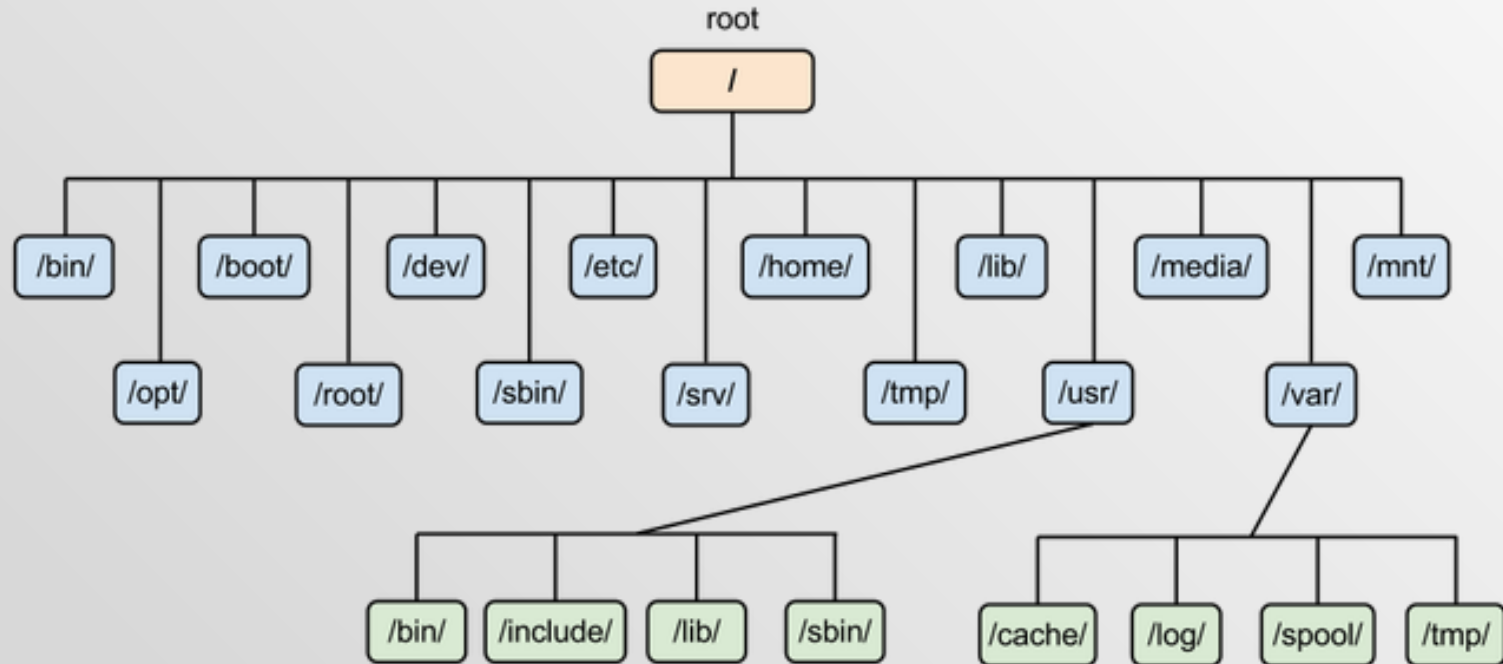 root
/
/bin/ /boot/ /dev/ /etc/ /home/ /lib/ /media/ /mnt/
/opt/ /root/ /sbin/ /srv/ /tmp/ /usr/ /var/
/bin/ /include/ /lib/ /sbin/ /cache/ /log/ /spool/ /tmp/